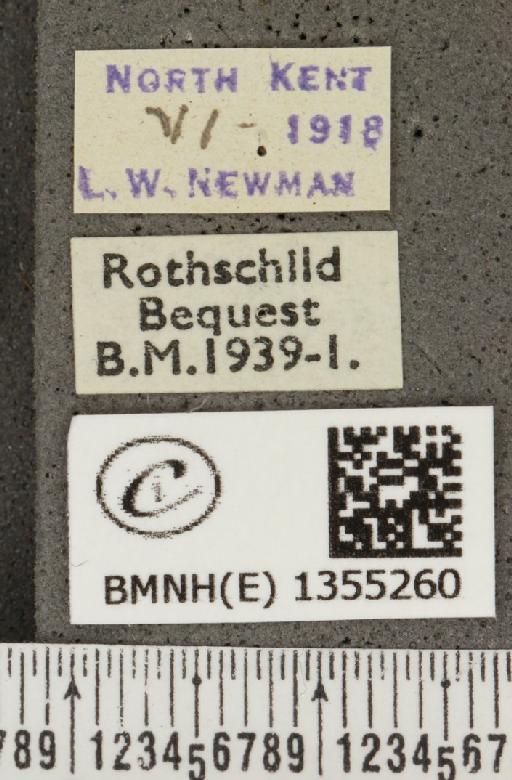 NORTH KENT
VI - 1918
L. W. NEWMAN
Rothschild
Bequest
B.M.1939-1.
C
BMNH(E) 1355260
789 123456789 1234567